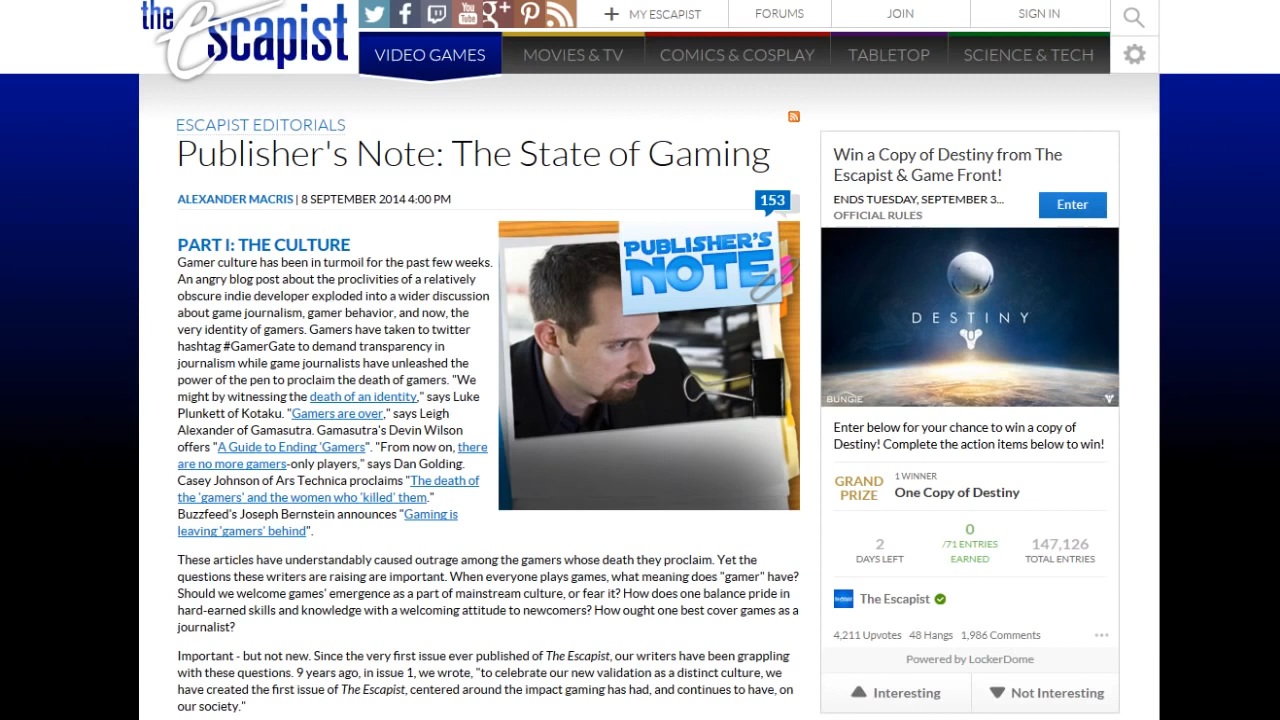 the escapist
MY ESCAPIST
FORUMS
JOIN
SIGN IN
VIDEO GAMES
MOVIES & TV
COMICS & COSPLAY
TABLETOP
SCIENCE & TECH
ESCAPIST EDITORIALS
Publisher's Note: The State of Gaming
ALEXANDER MACRIS | 8 SEPTEMBER 2014 4:00 PM
153
PART I: THE CULTURE
Gamer culture has been in turmoil for the past few weeks.
An angry blog post about the proclivities of a relatively
obscure indie developer exploded into a wider discussion
about game journalism, gamer behavior, and now, the
very identity of gamers. Gamers have taken to twitter
hashtag #GamerGate to demand transparency in
journalism while game journalists have unleashed the
power of the pen to proclaim the death of gamers. "We
might by witnessing the death of an identity," says Luke
Plunkett of Kotaku. "Gamers are over," says Leigh
Alexander of Gamasutra. Gamasutra's Devin Wilson
offers "A Guide to Ending 'Gamers". "From now on, there
are no more gamers-only players," says Dan Golding.
Casey Johnson of Ars Technica proclaims "The death of
the 'gamers' and the women who 'killed' them."
Buzzfeed's Joseph Bernstein announces "Gaming is
leaving 'gamers' behind".
PUBLISHER'S
NOTE
These articles have understandably caused outrage among the gamers whose death they proclaim. Yet the
questions these writers are raising are important. When everyone plays games, what meaning does "gamer" have?
Should we welcome games' emergence as a part of mainstream culture, or fear it? How does one balance pride in
hard-earned skills and knowledge with a welcoming attitude to newcomers? How ought one best cover games as a
journalist?
Important - but not new. Since the very first issue ever published of The Escapist, our writers have been grappling
with these questions. 9 years ago, in issue 1, we wrote, "to celebrate our new validation as a distinct culture, we
have created the first issue of The Escapist, centered around the impact gaming has had, and continues to have, on
our society."
Win a Copy of Destiny from The
Escapist & Game Front!
ENDS TUESDAY, SEPTEMBER 3...
OFFICIAL RULES
Enter
DESTINY
BUNGIE
Enter below for your chance to win a copy of
Destiny! Complete the action items below to win!
GRAND
PRIZE
1 WINNER
One Copy of Destiny
2
DAYS LEFT
0
/71 ENTRIES
EARNED
147,126
TOTAL ENTRIES
The Escapist
4,211 Upvotes 48 Hangs 1,986 Comments
Powered by LockerDome
Interesting
Not Interesting